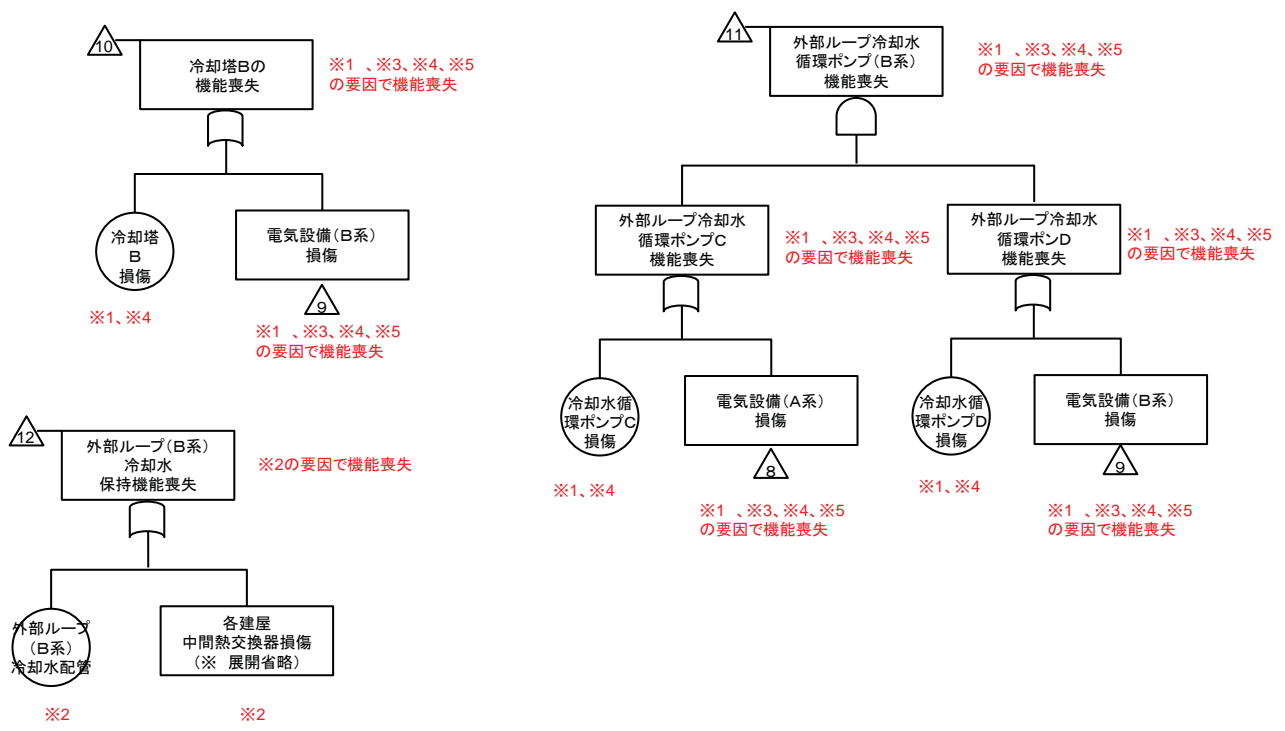 10
冷却塔Bの
機能喪失
※1 、※3、※4、※5
の要因で機能喪失
冷却塔
B
損傷
※1、※4
電気設備(B系)
損傷
9
※1 、※3、※4、※5
の要因で機能喪失
12
外部ループ(B系)
冷却水
保持機能喪失
※2の要因で機能喪失
外部ループ
(B系)
冷却水配管
※2
各建屋
中間熱交換器損傷
(※ 展開省略)
※2
11
外部ループ冷却水
循環ポンプ(B系)
機能喪失
※1 、※3、※4、※5
の要因で機能喪失
外部ループ冷却水
循環ポンプC
機能喪失
※1 、※3、※4、※5
の要因で機能喪失
冷却水循
環ポンプC
損傷
※1、※4
電気設備(A系)
損傷
8
※1 、※3、※4、※5
の要因で機能喪失
外部ループ冷却水
循環ポンD
機能喪失
※1 、※3、※4、※5
の要因で機能喪失
冷却水循
環ポンプD
損傷
※1、※4
電気設備(B系)
損傷
9
※1 、※3、※4、※5
の要因で機能喪失